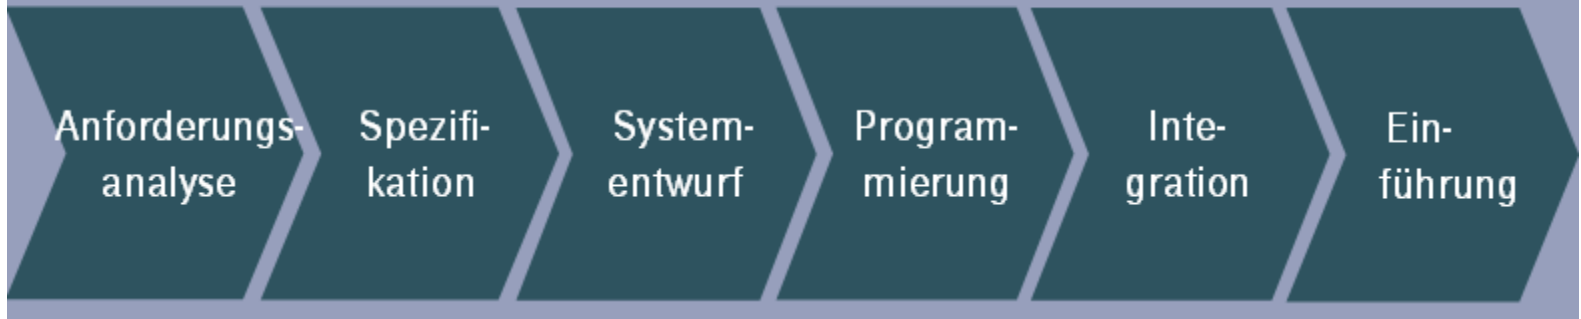 Anforderungs-
analyse
Spezifi-
kation
System-
entwurf
Program-
mierung
Inte-
gration
Ein-
führung